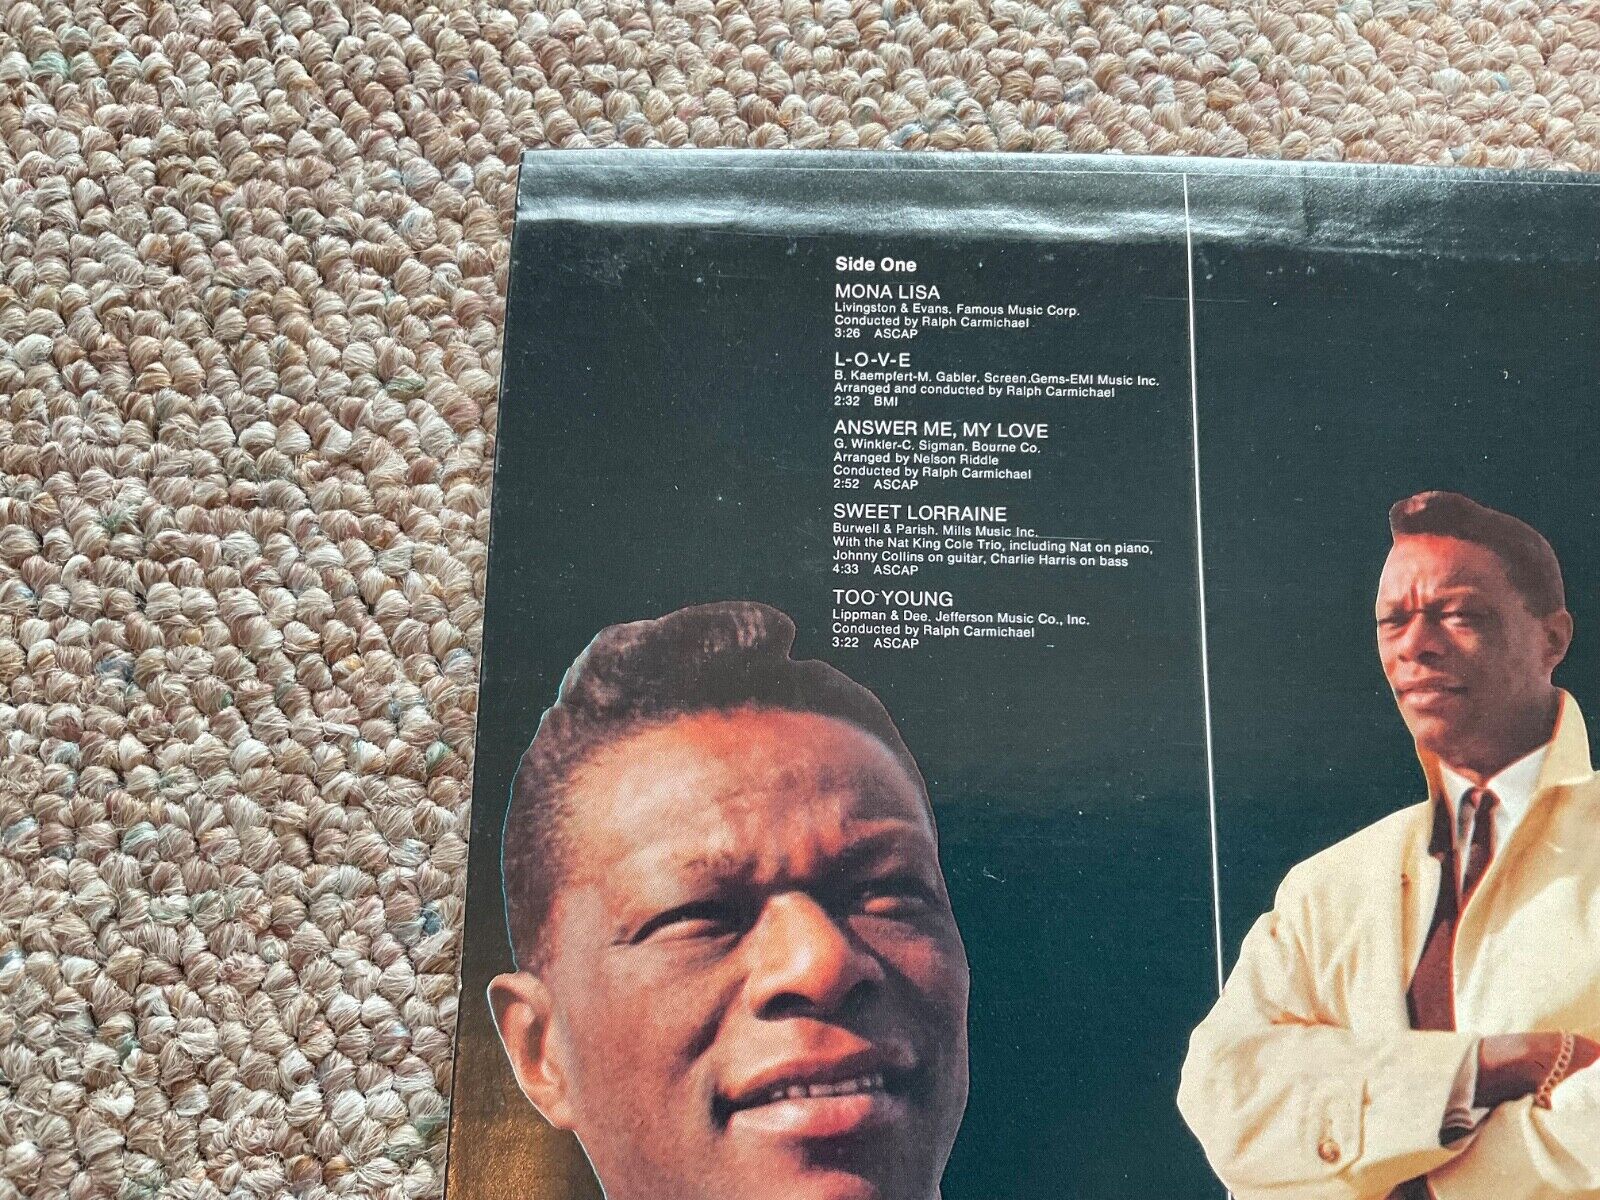 Side One
MONA LISA
Livingston & Evans. Famous Music Corp.
Conducted by Ralph Carmichael
3:26 ASCAP
L-O-V-E
B. Kaempfert-M. Gabler. Screen.Gems-EMI Music Inc.
Arranged and conducted by Ralph Carmichael
2:32 BMI
ANSWER ME, MY LOVE
G. Winkler-C. Sigman. Bourne Co.
Arranged by Nelson Riddle
Conducted by Ralph Carmichael
2:52 ASCAP
SWEET LORRAINE
Burwell & Parish. Mills Music Inc.
With the Nat King Cole Trio, including Nat on piano,
Johnny Collins on guitar, Charlie Harris on bass
4:33 ASCAP
TOO YOUNG
Lippman & Dee. Jefferson Music Co., Inc.
Conducted by Ralph Carmichael
3:22 ASCAP